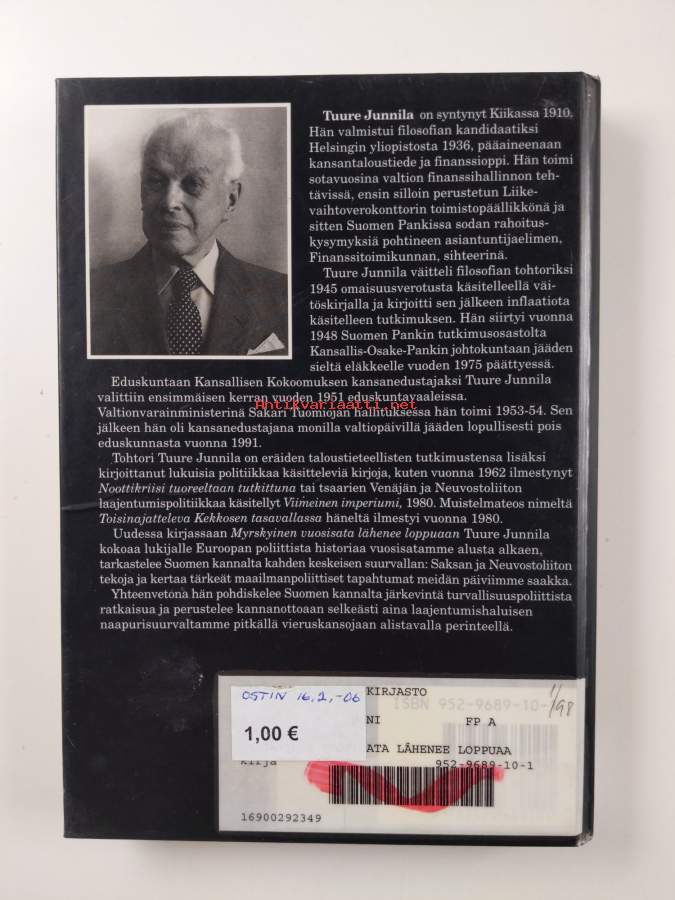 Tuure Junnila on syntynyt Kiikassa 1910.
Hän valmistui filosofian kandidaatiksi
Helsingin yliopistosta 1936, pääaineenaan
kansantaloustiede ja finanssioppi. Hän toimi
sotavuosina valtion finanssihallinnon teh-
tävissä, ensin silloin perustetun Liike-
vaihtoverokonttorin toimistopäällikkönä ja
sitten Suomen Pankissa sodan rahoitus-
kysymyksiä pohtineen asiantuntijaelimen,
Finanssitoimikunnan, sihteerinä.
Tuure Junnila väitteli filosofian tohtoriksi
1945 omaisuusverotusta käsitelleellä väi-
töskirjalla ja kirjoitti sen jälkeen inflaatiota
käsitelleen tutkimuksen. Hän siirtyi vuonna
1948 Suomen Pankin tutkimusosastolta
Kansallis-Osake-Pankin johtokuntaan jääden
sieltä eläkkeelle vuoden 1975 päättyessä.
Eduskuntaan Kansallisen Kokoomuksen kansanedustajaksi Tuure Junnila
valittiin ensimmäisen kerran vuoden 1951 eduskuntavaaleissa.
Antikvariaatti.net
Valtionvarainministerinä Sakari Tuomiojan hallituksessa hän toimi 1953-54. Sen
jälkeen hän oli kansanedustajana monilla valtiopäivillä jääden lopullisesti pois
eduskunnasta vuonna 1991.
Tohtori Tuure Junnila on eräiden taloustieteellisten tutkimustensa lisäksi
kirjoittanut lukuisia politiikkaa käsitteleviä kirjoja, kuten vuonna 1962 ilmestynyt
Noottikriisi tuoreeltaan tutkittuna tai tsaarien Venäjän ja Neuvostoliiton
laajentumispolitiikkaa käsitellyt Viimeinen imperiumi, 1980. Muistelmateos nimeltä
Toisinajatteleva Kekkosen tasavallassa häneltä ilmestyi vuonna 1980.
Uudessa kirjassaan Myrskyinen vuosisata lähenee loppuaan Tuure Junnila
kokoaa lukijalle Euroopan poliittista historiaa vuosisatamme alusta alkaen,
tarkastelee Suomen kannalta kahden keskeisen suurvallan: Saksan ja Neuvostoliiton
tekoja ja kertaa tärkeät maailmanpoliittiset tapahtumat meidän päiviimme saakka.
Yhteenvetona hän pohdiskelee Suomen kannalta järkevintä turvallisuuspoliittista
ratkaisua ja perustelee kannanottoaan selkeästi aina laajentumishaluisen
naapurisuurvaltamme pitkällä vieruskansojaan alistavalla perinteellä.
OSTIN 16.2.-06
1,00 €
KIRJASTO
ISBN 952-9689-10-
1/98
NI FP A
ATA LÄHENEE LOPPUAA
kirja 952-9689-10-1
16900292349